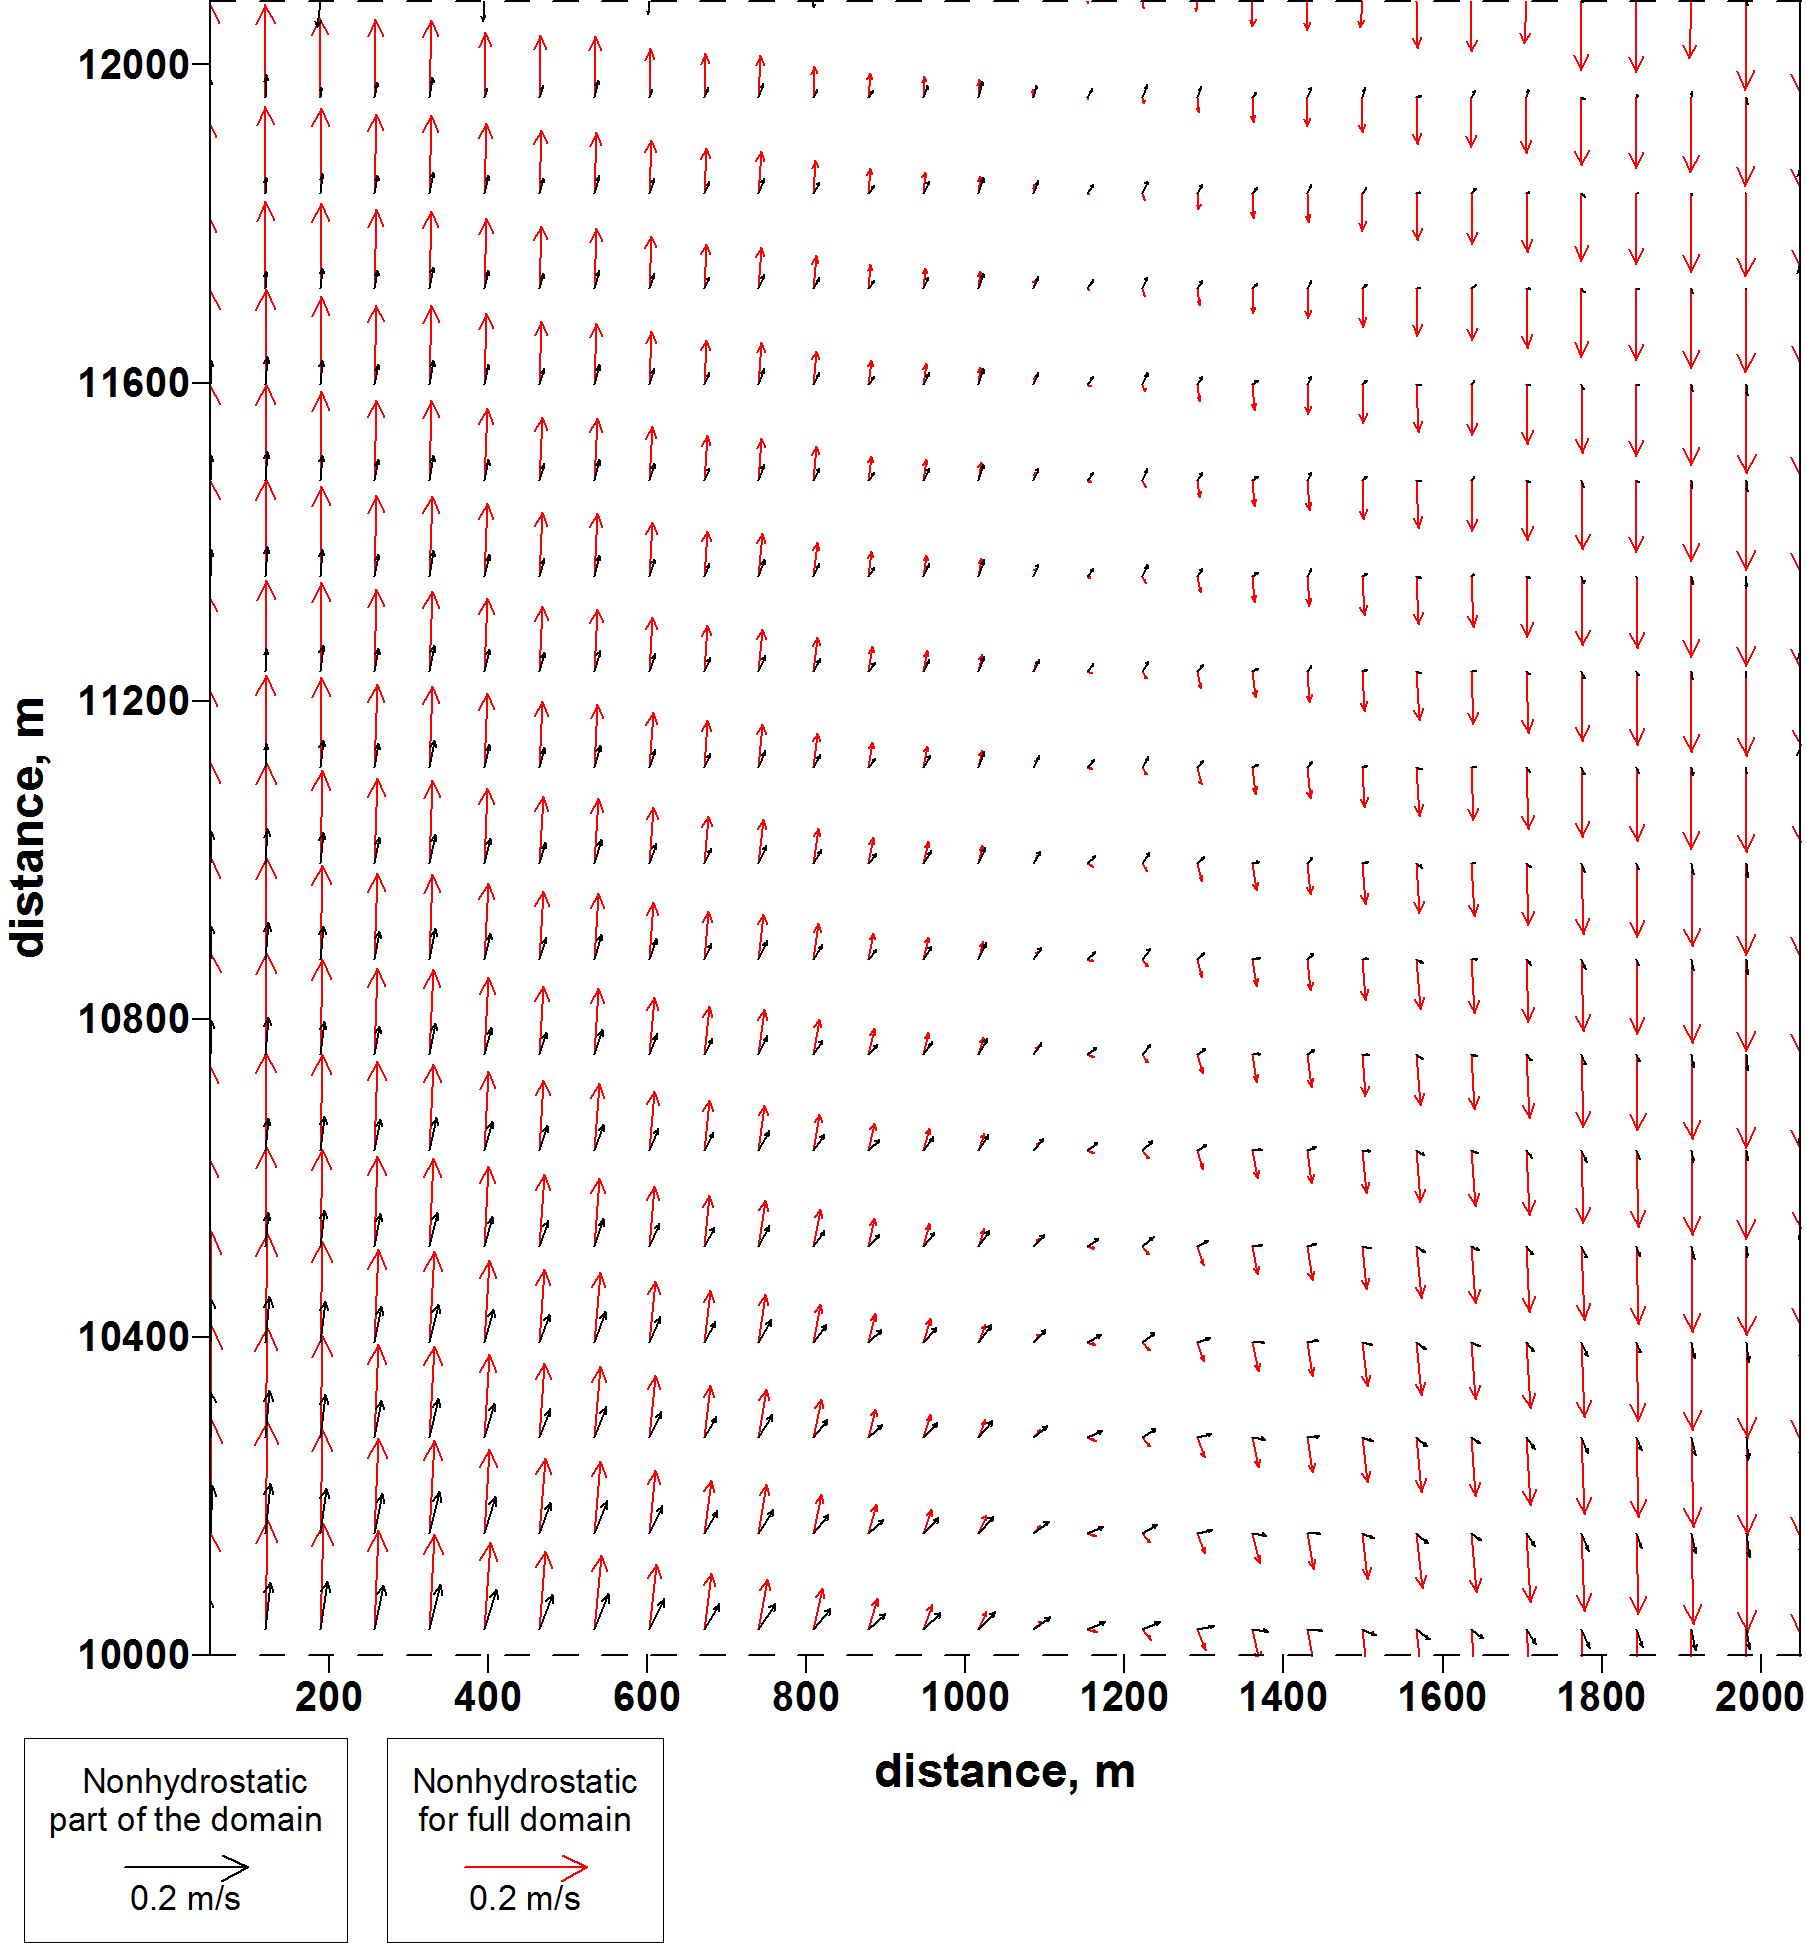 12000
11600
11200
10800
10400
10000
distance, m
200 400 600 800 1000 1200 1400 1600 1800 2000
distance, m
Nonhydrostatic
part of the domain
0.2 m/s
Nonhydrostatic
for full domain
0.2 m/s